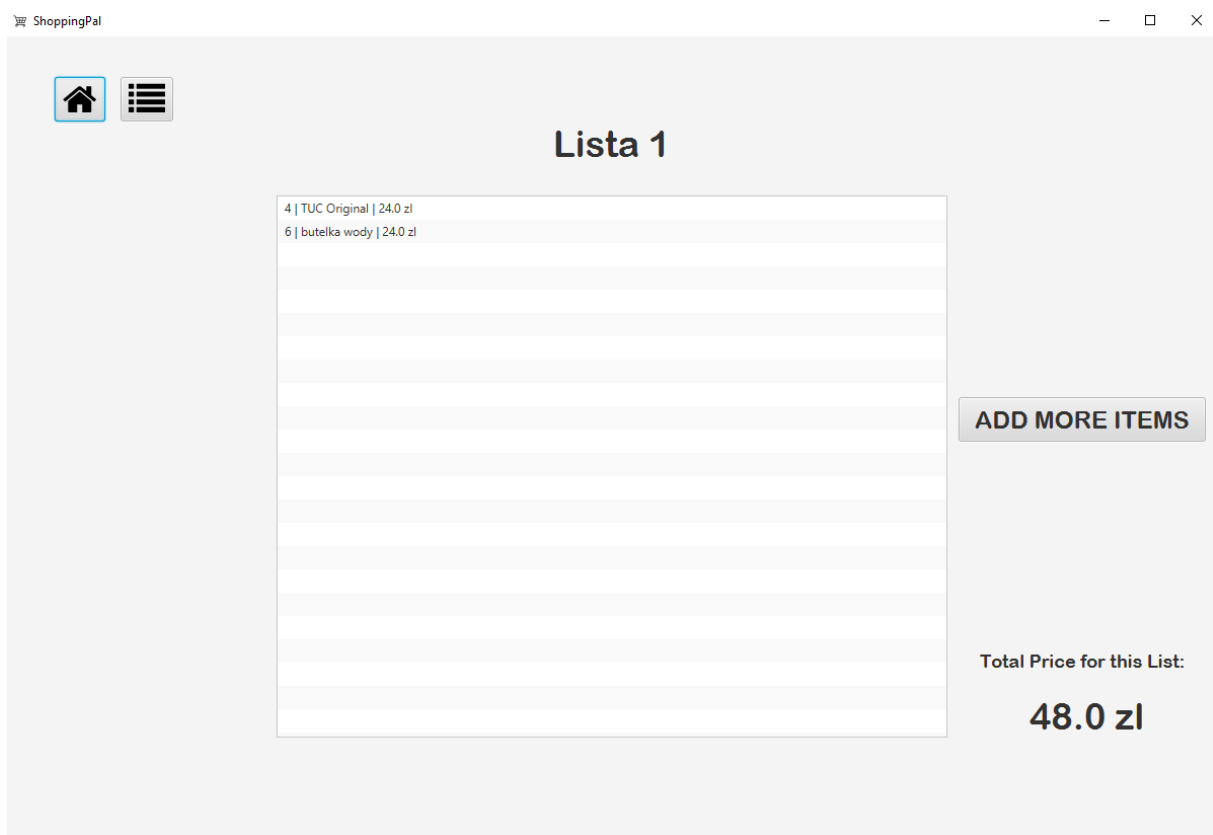 ShoppingPal
Lista 1
4 | TUC Original | 24.0 zl
6 | butelka wody | 24.0 zl
ADD MORE ITEMS
Total Price for this List:
48.0 zl